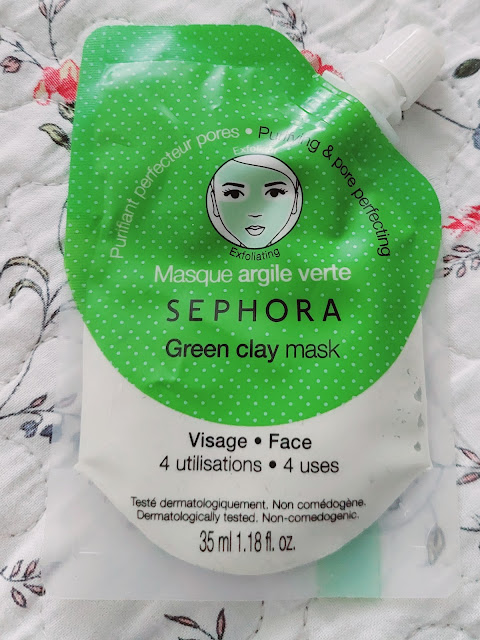 Purifiant perfecteur pores • Purifying & pore perfecting
Exfoliating
Masque argile verte
SEPHORA
Green clay mask
Visage • Face
4 utilisations • 4 uses
Testé dermatologiquement. Non comédogène.
Dermatologically tested. Non-comedogenic.
35 ml 1.18 fl. oz.